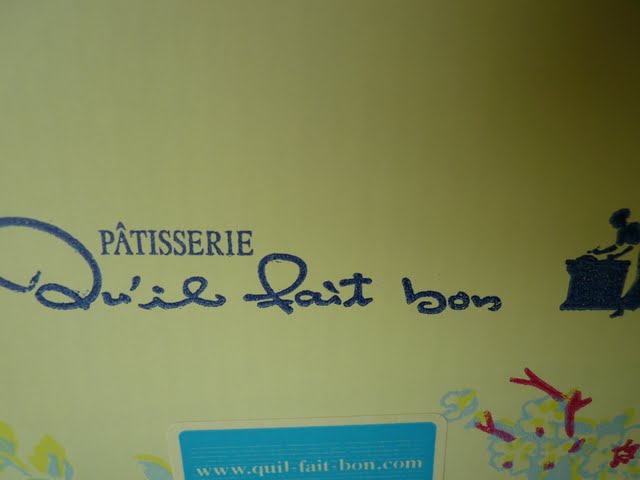 PÂTISSERIE
Qu'il fait bon
www.quil-fait-bon.com